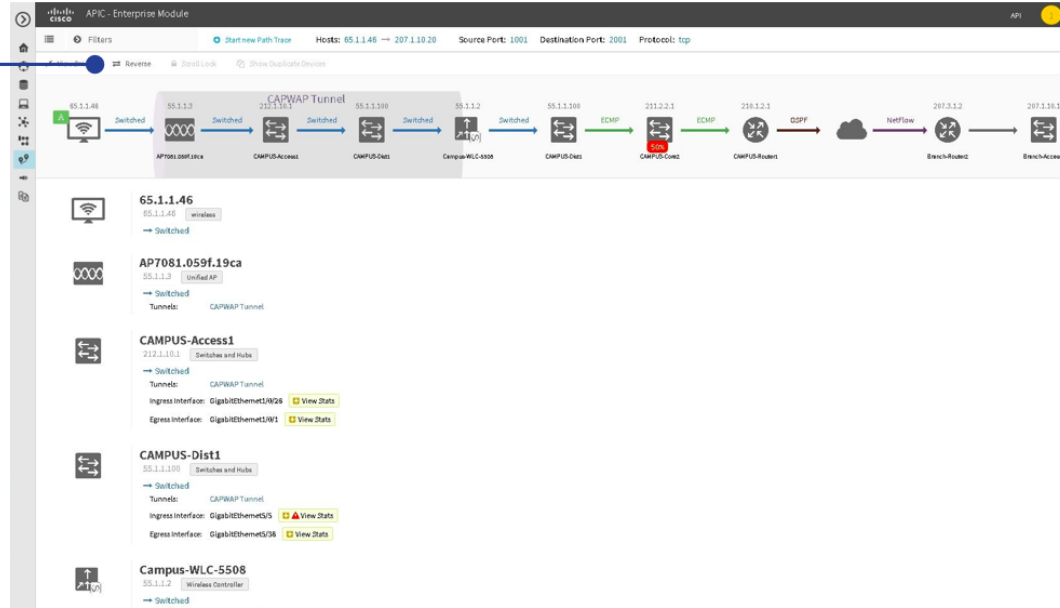 CISCO APIC - Enterprise Module API
Filters Start new Path Trace Hosts: 65.1.1.46 → 207.1.10.20 Source Port: 1001 Destination Port: 2001 Protocol: tcp
Reverse Scroll Lock Show Duplicate Devices
CAPWAP Tunnel
65.1.1.46 55.1.1.3 212.1.10.1 55.1.1.100 55.1.1.2 55.1.1.100 211.2.2.1 210.1.2.1 207.3.1.2 207.1.10.1
A Switched Switched Switched Switched Switched ECMP ECMP OSPF NetFlow
50%
AP7081.059f.19ca CAMPUS-Access1 CAMPUS-Dist1 Campus-WLC-5508 CAMPUS-Dist1 CAMPUS-Core2 CAMPUS-Router1 Branch-Router2 Branch-Acces
65.1.1.46
65.1.1.46 wireless
→ Switched
AP7081.059f.19ca
55.1.1.3 Unified AP
→ Switched
Tunnels: CAPWAP Tunnel
CAMPUS-Access1
212.1.10.1 Switches and Hubs
→ Switched
Tunnels: CAPWAP Tunnel
Ingress Interface: GigabitEthernet1/0/26 View Stats
Egress Interface: GigabitEthernet1/0/1 View Stats
CAMPUS-Dist1
55.1.1.100 Switches and Hubs
→ Switched
Tunnels: CAPWAP Tunnel
Ingress Interface: GigabitEthernet5/5 View Stats
Egress Interface: GigabitEthernet5/36 View Stats
Campus-WLC-5508
55.1.1.2 Wireless Controller
→ Switched